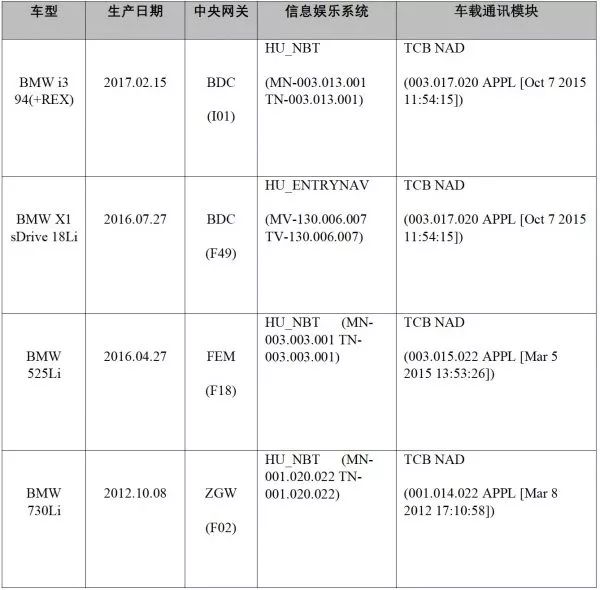 车型 生产日期 中央网关 信息娱乐系统 车载通讯模块
BMW i3
94(+REX)
2017.02.15
BDC
(I01)
HU_NBT
(MN-003.013.001
TN-003.013.001)
TCB NAD
(003.017.020 APPL [Oct 7 2015
11:54:15])
BMW X1
sDrive 18Li
2016.07.27
BDC
(F49)
HU_ENTRYNAV
(MV-130.006.007
TV-130.006.007)
TCB NAD
(003.017.020 APPL [Oct 7 2015
11:54:15])
BMW
525Li
2016.04.27
FEM
(F18)
HU_NBT (MN-
003.003.001 TN-
003.003.001)
TCB NAD
(003.015.022 APPL [Mar 5
2015 13:53:26])
BMW
730Li
2012.10.08
ZGW
(F02)
HU_NBT (MN-
001.020.022 TN-
001.020.022)
TCB NAD
(001.014.022 APPL [Mar 8
2012 17:10:58])